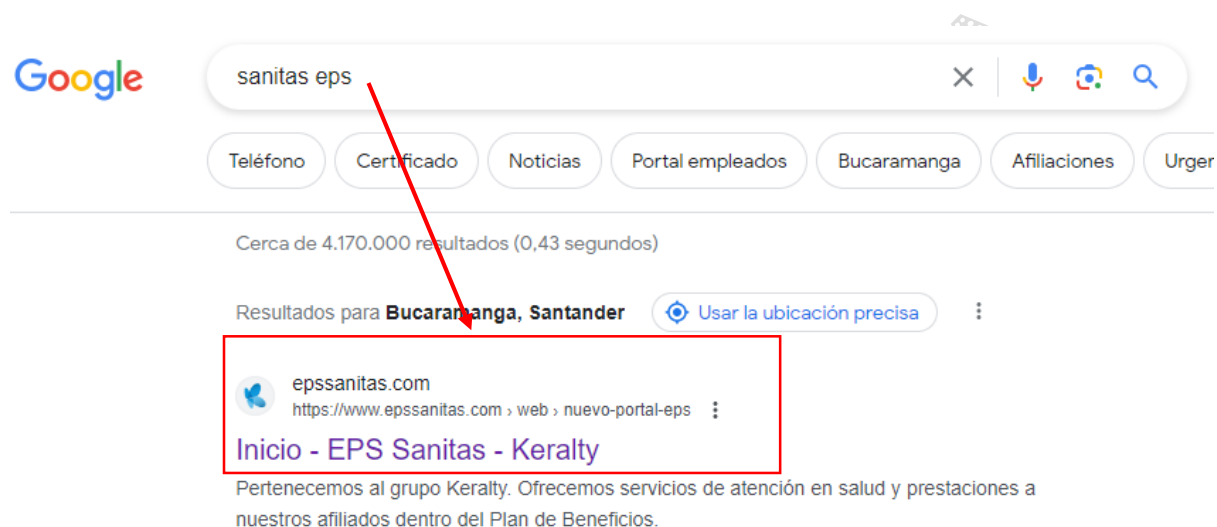 Google
sanitas eps
Teléfono Certificado Noticias Portal empleados Bucaramanga Afiliaciones Urger
Cerca de 4.170.000 resultados (0,43 segundos)
Resultados para Bucaramanga, Santander Usar la ubicación precisa
epssanitas.com
https://www.epssanitas.com › web › nuevo-portal-eps
Inicio - EPS Sanitas - Keralty
Pertenecemos al grupo Keralty. Ofrecemos servicios de atención en salud y prestaciones a
nuestros afiliados dentro del Plan de Beneficios.